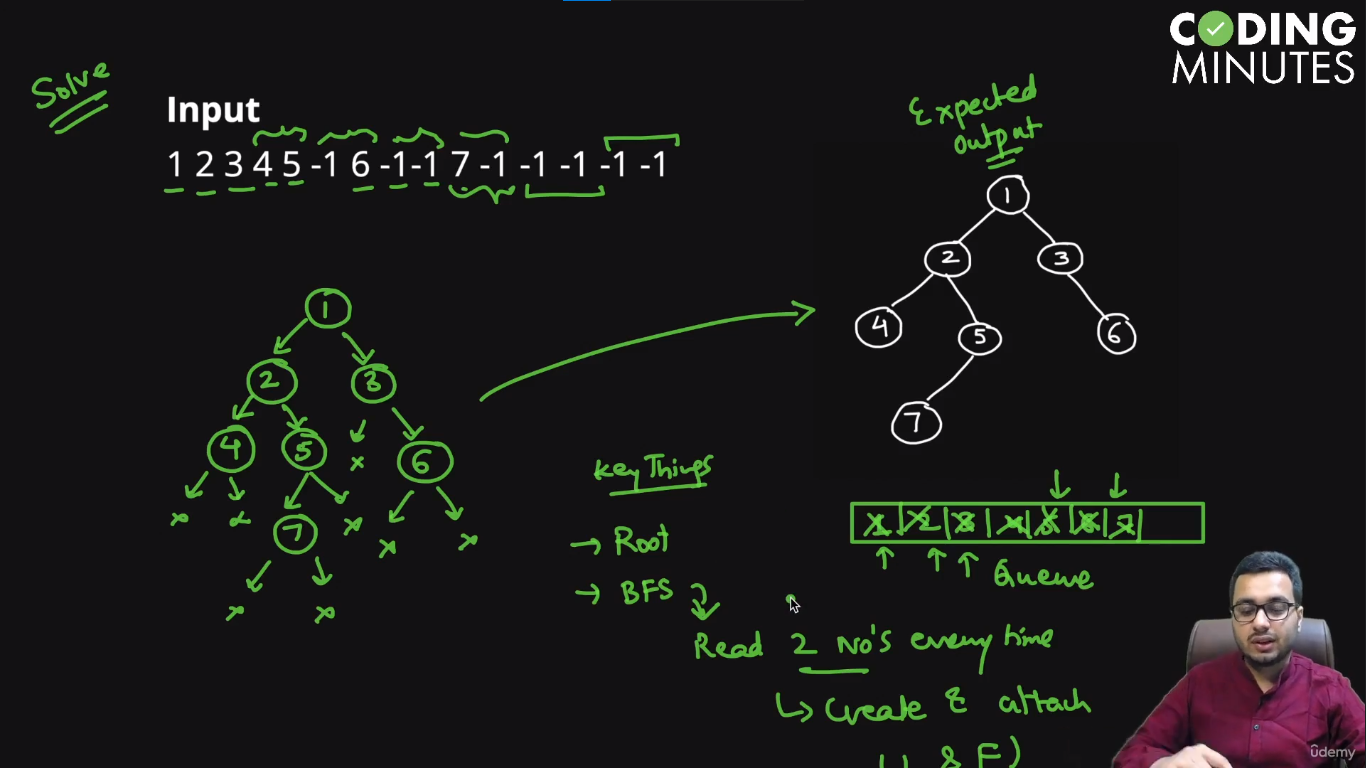 CODING
MINUTES
Solve
Input
1 2 3 4 5 -1 6 -1 -1 7 -1 -1 -1 -1 -1
Expected
Output
1
2 3
4 5 6
7
1
2 3
4 5 x 6
x x 7 x x x
x x
Key Things
→ Root
→ BFS
1 2 3 4 5 6 7
Queue
Read 2 No's every time
↳ Create & attach
& F)
ûdemy